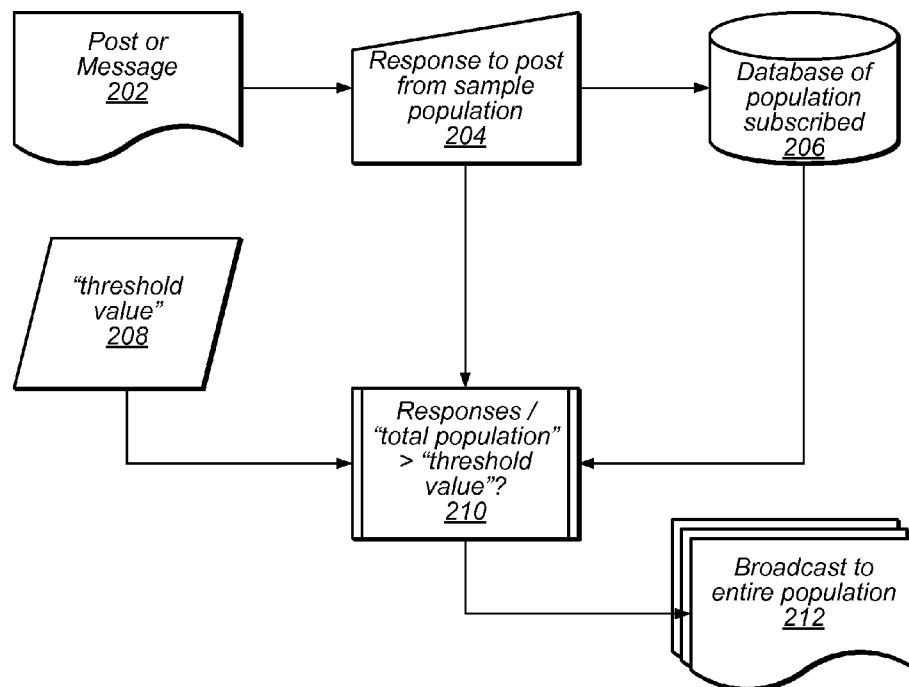 Post or
Message
202
Response to post
from sample
population
204
Database of
population
subscribed
206
“threshold
value”
208
Responses /
“total population”
> “threshold
value”?
210
Broadcast to
entire population
212